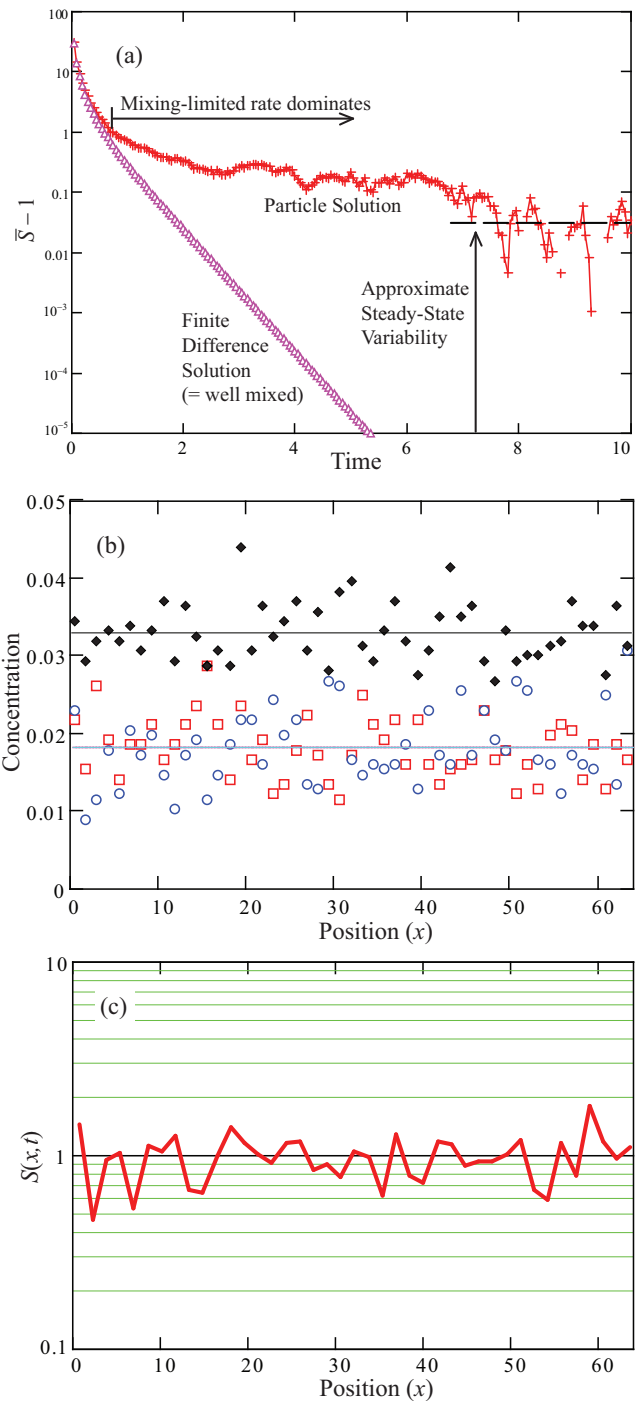 100
10
1
0.1
0.01
10⁻³
10⁻⁴
10⁻⁵
S̅ − 1
(a)
Mixing-limited rate dominates
Particle Solution
Approximate
Steady-State
Variability
Finite
Difference
Solution
(= well mixed)
0 2 4 6 8 10
Time
0.05
0.04
0.03
0.02
0.01
0
Concentration
(b)
0 10 20 30 40 50 60
Position (x)
10
1
0.1
S(x,t)
(c)
0 10 20 30 40 50 60
Position (x)